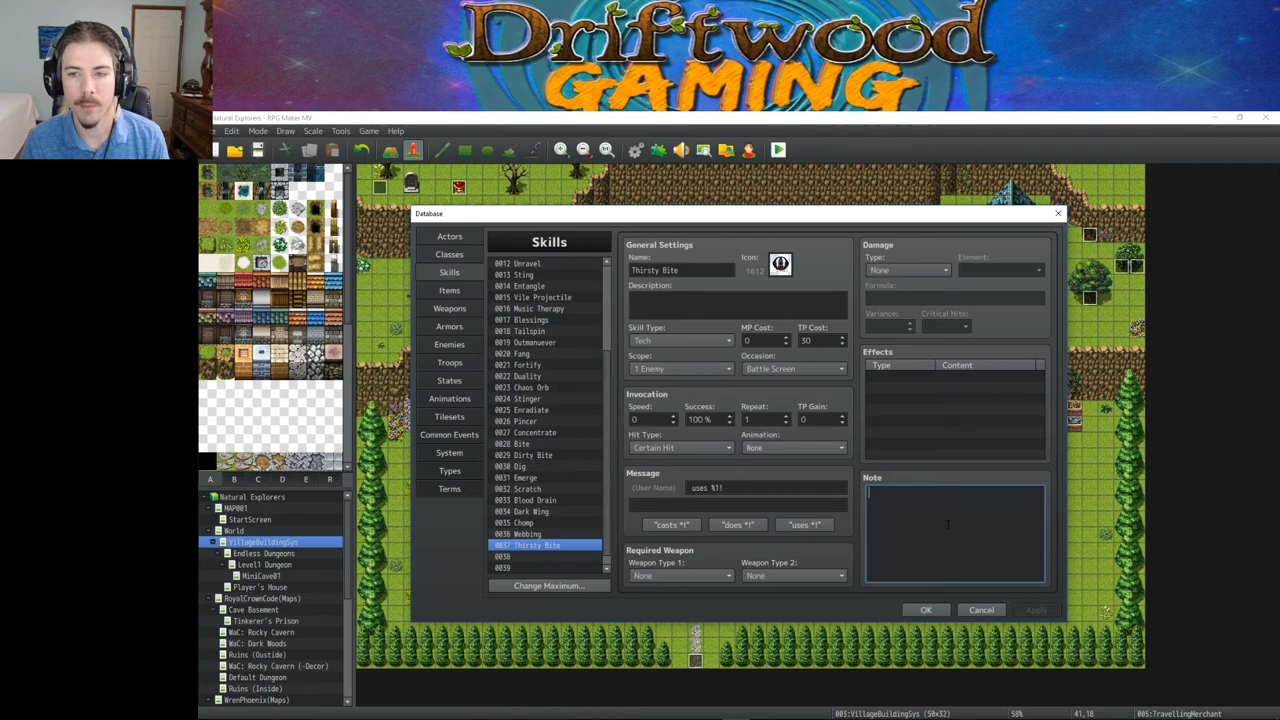 Driftwood
GAMING
Natural Explorers - RPG Maker MV
Edit Mode Draw Scale Tools Game Help
Database
Actors
Classes
Skills
Items
Weapons
Armors
Enemies
Troops
States
Animations
Tilesets
Common Events
System
Types
Terms
Skills
0012 Unravel
0013 Sting
0014 Entangle
0015 Vile Projectile
0016 Music Therapy
0017 Blessings
0018 Tailspin
0019 Outmanuever
0020 Fang
0021 Fortify
0022 Duality
0023 Chaos Orb
0024 Stinger
0025 Enradiate
0026 Pincer
0027 Concentrate
0028 Bite
0029 Dirty Bite
0030 Dig
0031 Emerge
0032 Scratch
0033 Blood Drain
0034 Dark Wing
0035 Chomp
0036 Webbing
0037 Thirsty Bite
0038
0039
Change Maximum...
General Settings
Name: Icon:
Thirsty Bite 1612
Description:
Skill Type: MP Cost: TP Cost:
Tech 0 30
Scope: Occasion:
1 Enemy Battle Screen
Invocation
Speed: Success: Repeat: TP Gain:
0 100 % 1 0
Hit Type: Animation:
Certain Hit None
Message
(User Name) uses %1!
"casts *!" "does *!" "uses *!"
Required Weapon
Weapon Type 1: Weapon Type 2:
None None
Damage
Type: Element:
None
Formula:
Variance: Critical Hits:
Effects
Type Content
Note
OK Cancel Apply
A B C D E R
Natural Explorers
MAP001
StartScreen
World
VillageBuildingSys
Endless Dungeons
Level1 Dungeon
MiniCave01
Player's House
RoyalCrownCode(Maps)
Cave Basement
Tinkerer's Prison
WaC: Rocky Cavern
WaC: Dark Woods
Ruins (Oustide)
WaC: Rocky Cavern (-Decor)
Default Dungeon
Ruins (Inside)
WrenPhoenix(Maps)
003:VillageBuildingSys (50x32) 58% 41,18 005:TravellingMerchant